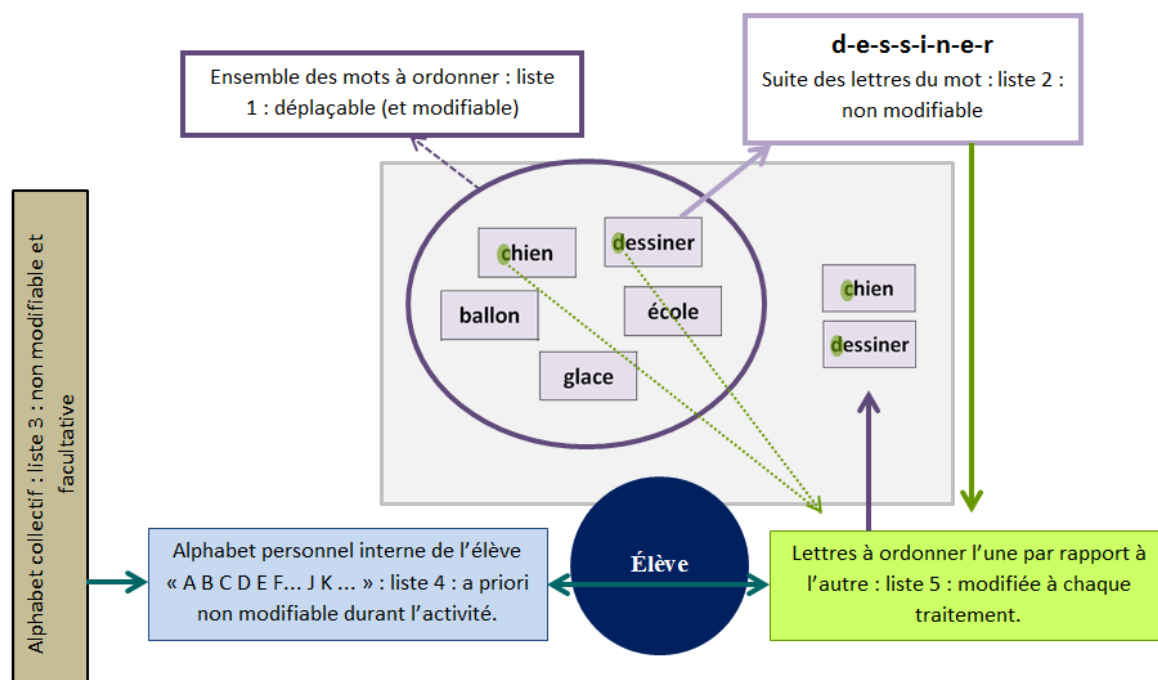 Ensemble des mots à ordonner : liste
1 : déplaçable (et modifiable)
d-e-s-s-i-n-e-r
Suite des lettres du mot : liste 2 :
non modifiable
Alphabet collectif : liste 3 : non modifiable et
facultative
chien
dessiner
ballon
école
glace
chien
dessiner
Alphabet personnel interne de l’élève
« A B C D E F... J K ... » : liste 4 : a priori
non modifiable durant l’activité.
Élève
Lettres à ordonner l’une par rapport à
l’autre : liste 5 : modifiée à chaque
traitement.